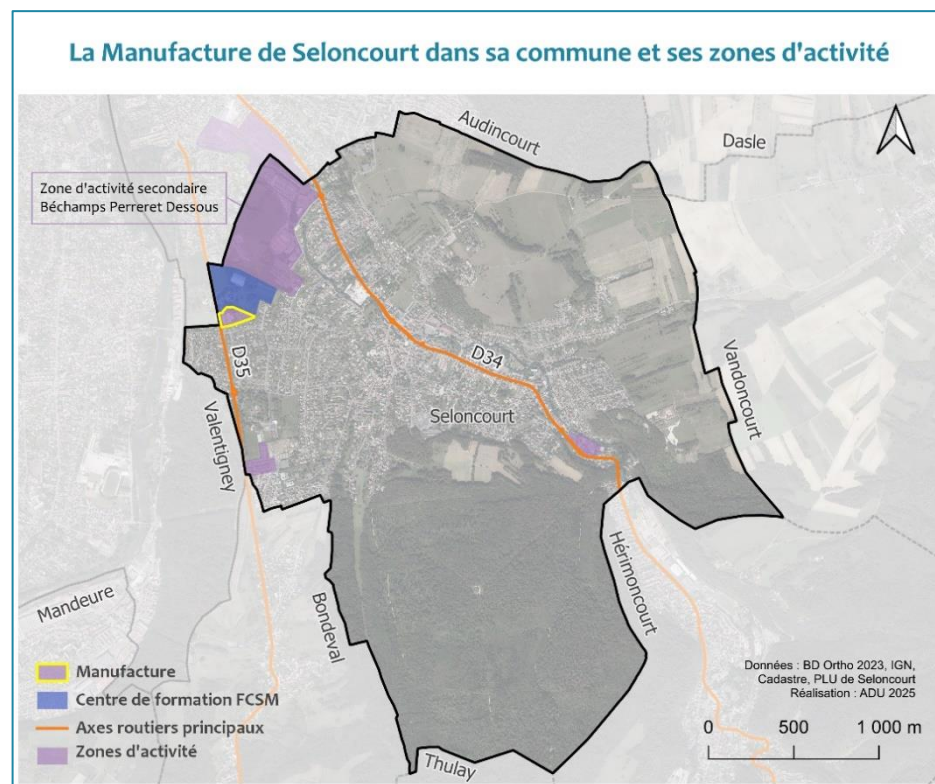 La Manufacture de Seloncourt dans sa commune et ses zones d'activité
Audincourt
Dasle
Zone d'activité secondaire
Béchamps Perreret Dessous
D35
D34
Vandoncourt
Seloncourt
Valentigney
Hérimoncourt
Mandeure
Bondeval
Thulay
Manufacture
Centre de formation FCSM
Axes routiers principaux
Zones d'activité
Données : BD Ortho 2023, IGN,
Cadastre, PLU de Seloncourt
Réalisation : ADU 2025
0 500 1 000 m